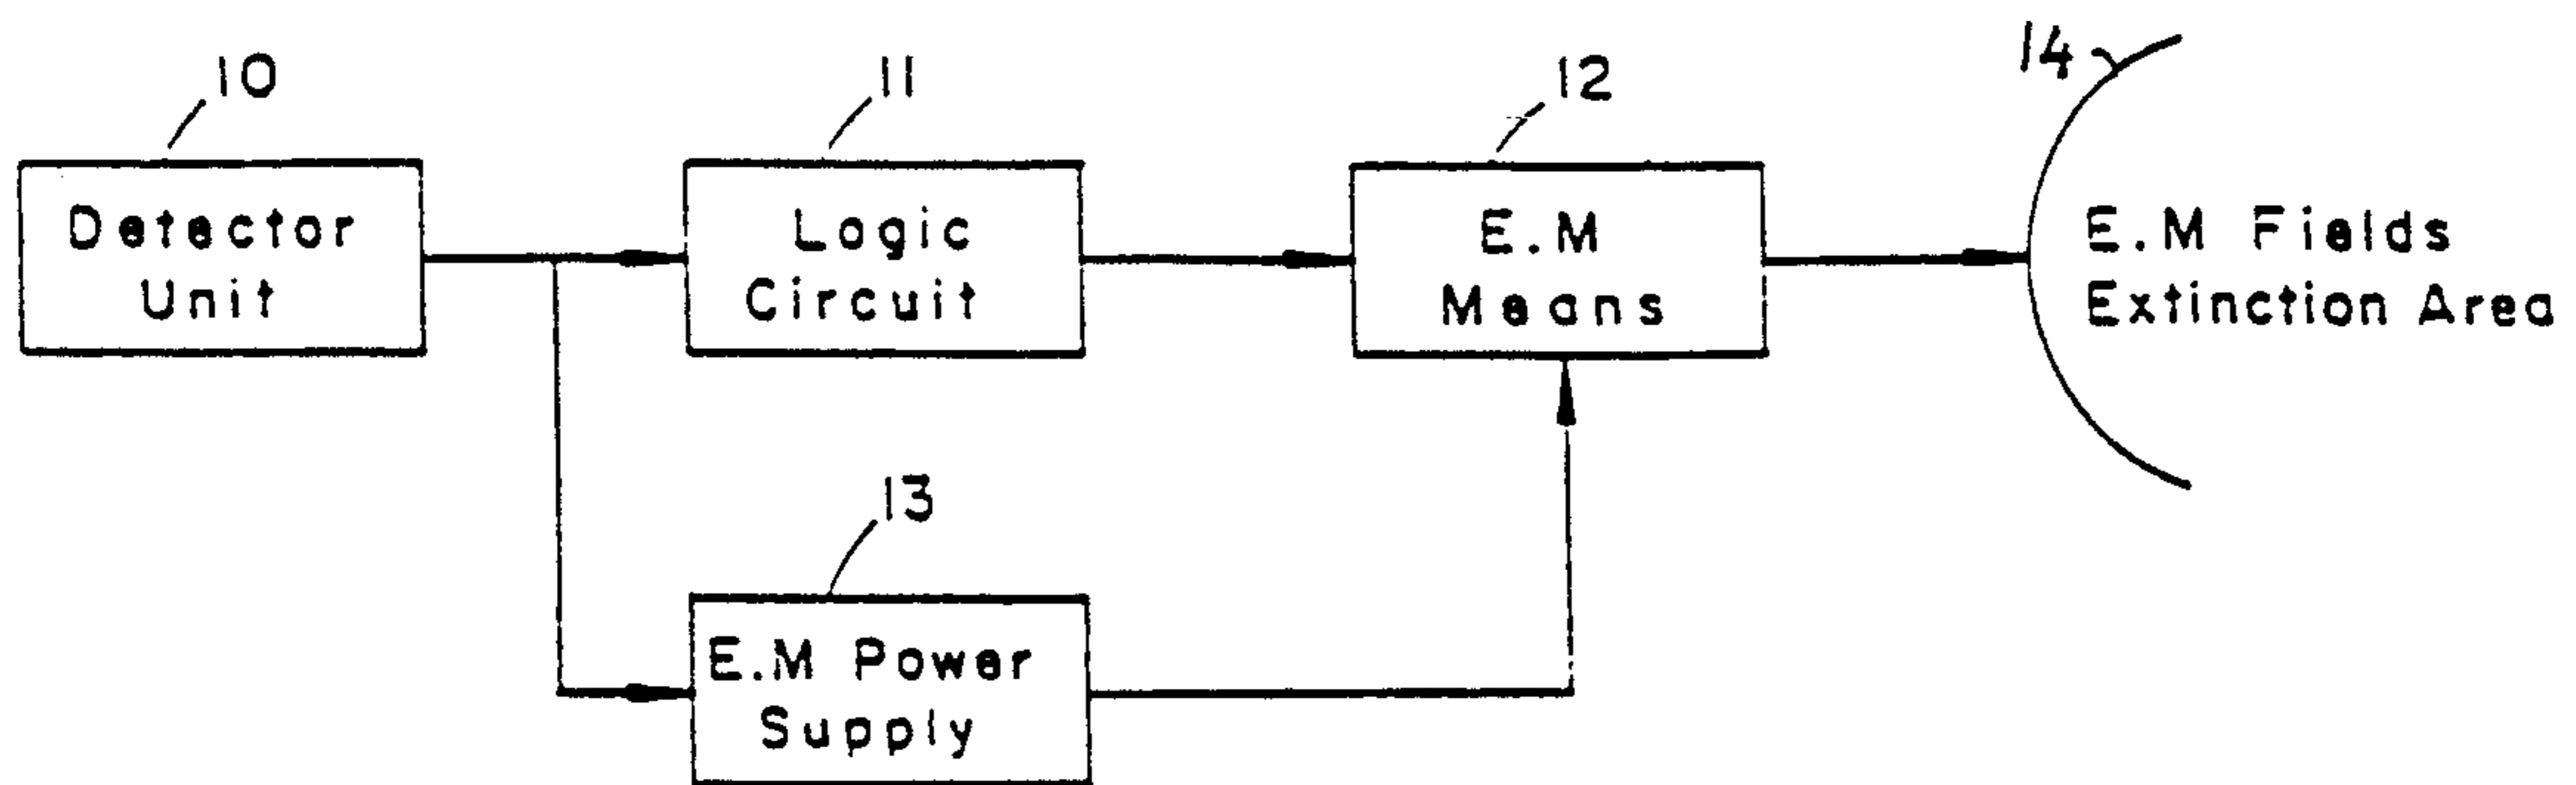 10
11
12
14
Detector
Unit
Logic
Circuit
E.M
Means
E.M Fields
Extinction Area
13
E.M Power
Supply